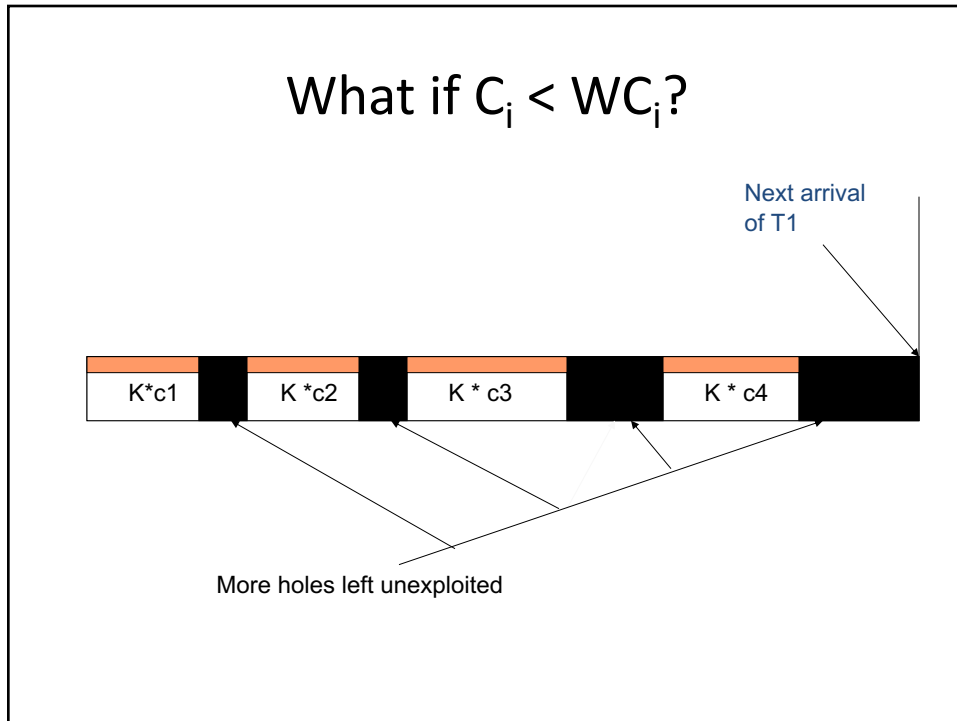 What if Ci < WCi?
Next arrival
of T1
K*c1
K *c2
K * c3
K * c4
More holes left unexploited